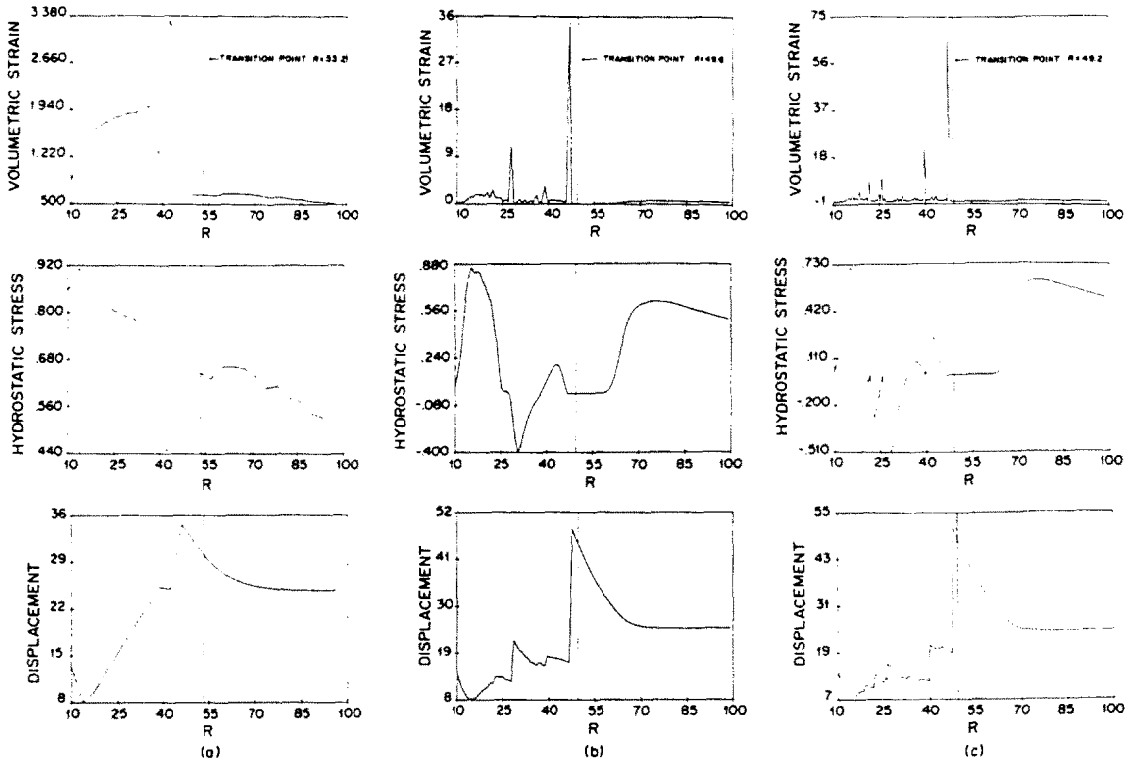 VOLUMETRIC STRAIN
3 380
2.660
1 940
1.220
500
10 25 40 55 70 85 100
R
TRANSITION POINT R=53.21
VOLUMETRIC STRAIN
36
27
18
9
0
10 25 40 55 70 85 100
R
TRANSITION POINT R=49.6
VOLUMETRIC STRAIN
75
56
37
18
-1
10 25 40 55 70 85 100
R
TRANSITION POINT R=49.2
HYDROSTATIC STRESS
.920
.800
.680
.560
440
10 25 40 55 70 85 100
R
HYDROSTATIC STRESS
.880
.560
.240
-.080
-.400
10 25 40 55 70 85 100
R
HYDROSTATIC STRESS
.730
.420
.110
-.200
-.510
10 25 40 55 70 85 100
R
DISPLACEMENT
36
29
22
15
8
10 25 40 55 70 85 100
R
(a)
DISPLACEMENT
52
41
30
19
8
10 25 40 55 70 85 100
R
(b)
DISPLACEMENT
55
43
31
19
7
10 25 40 55 70 85 100
R
(c)